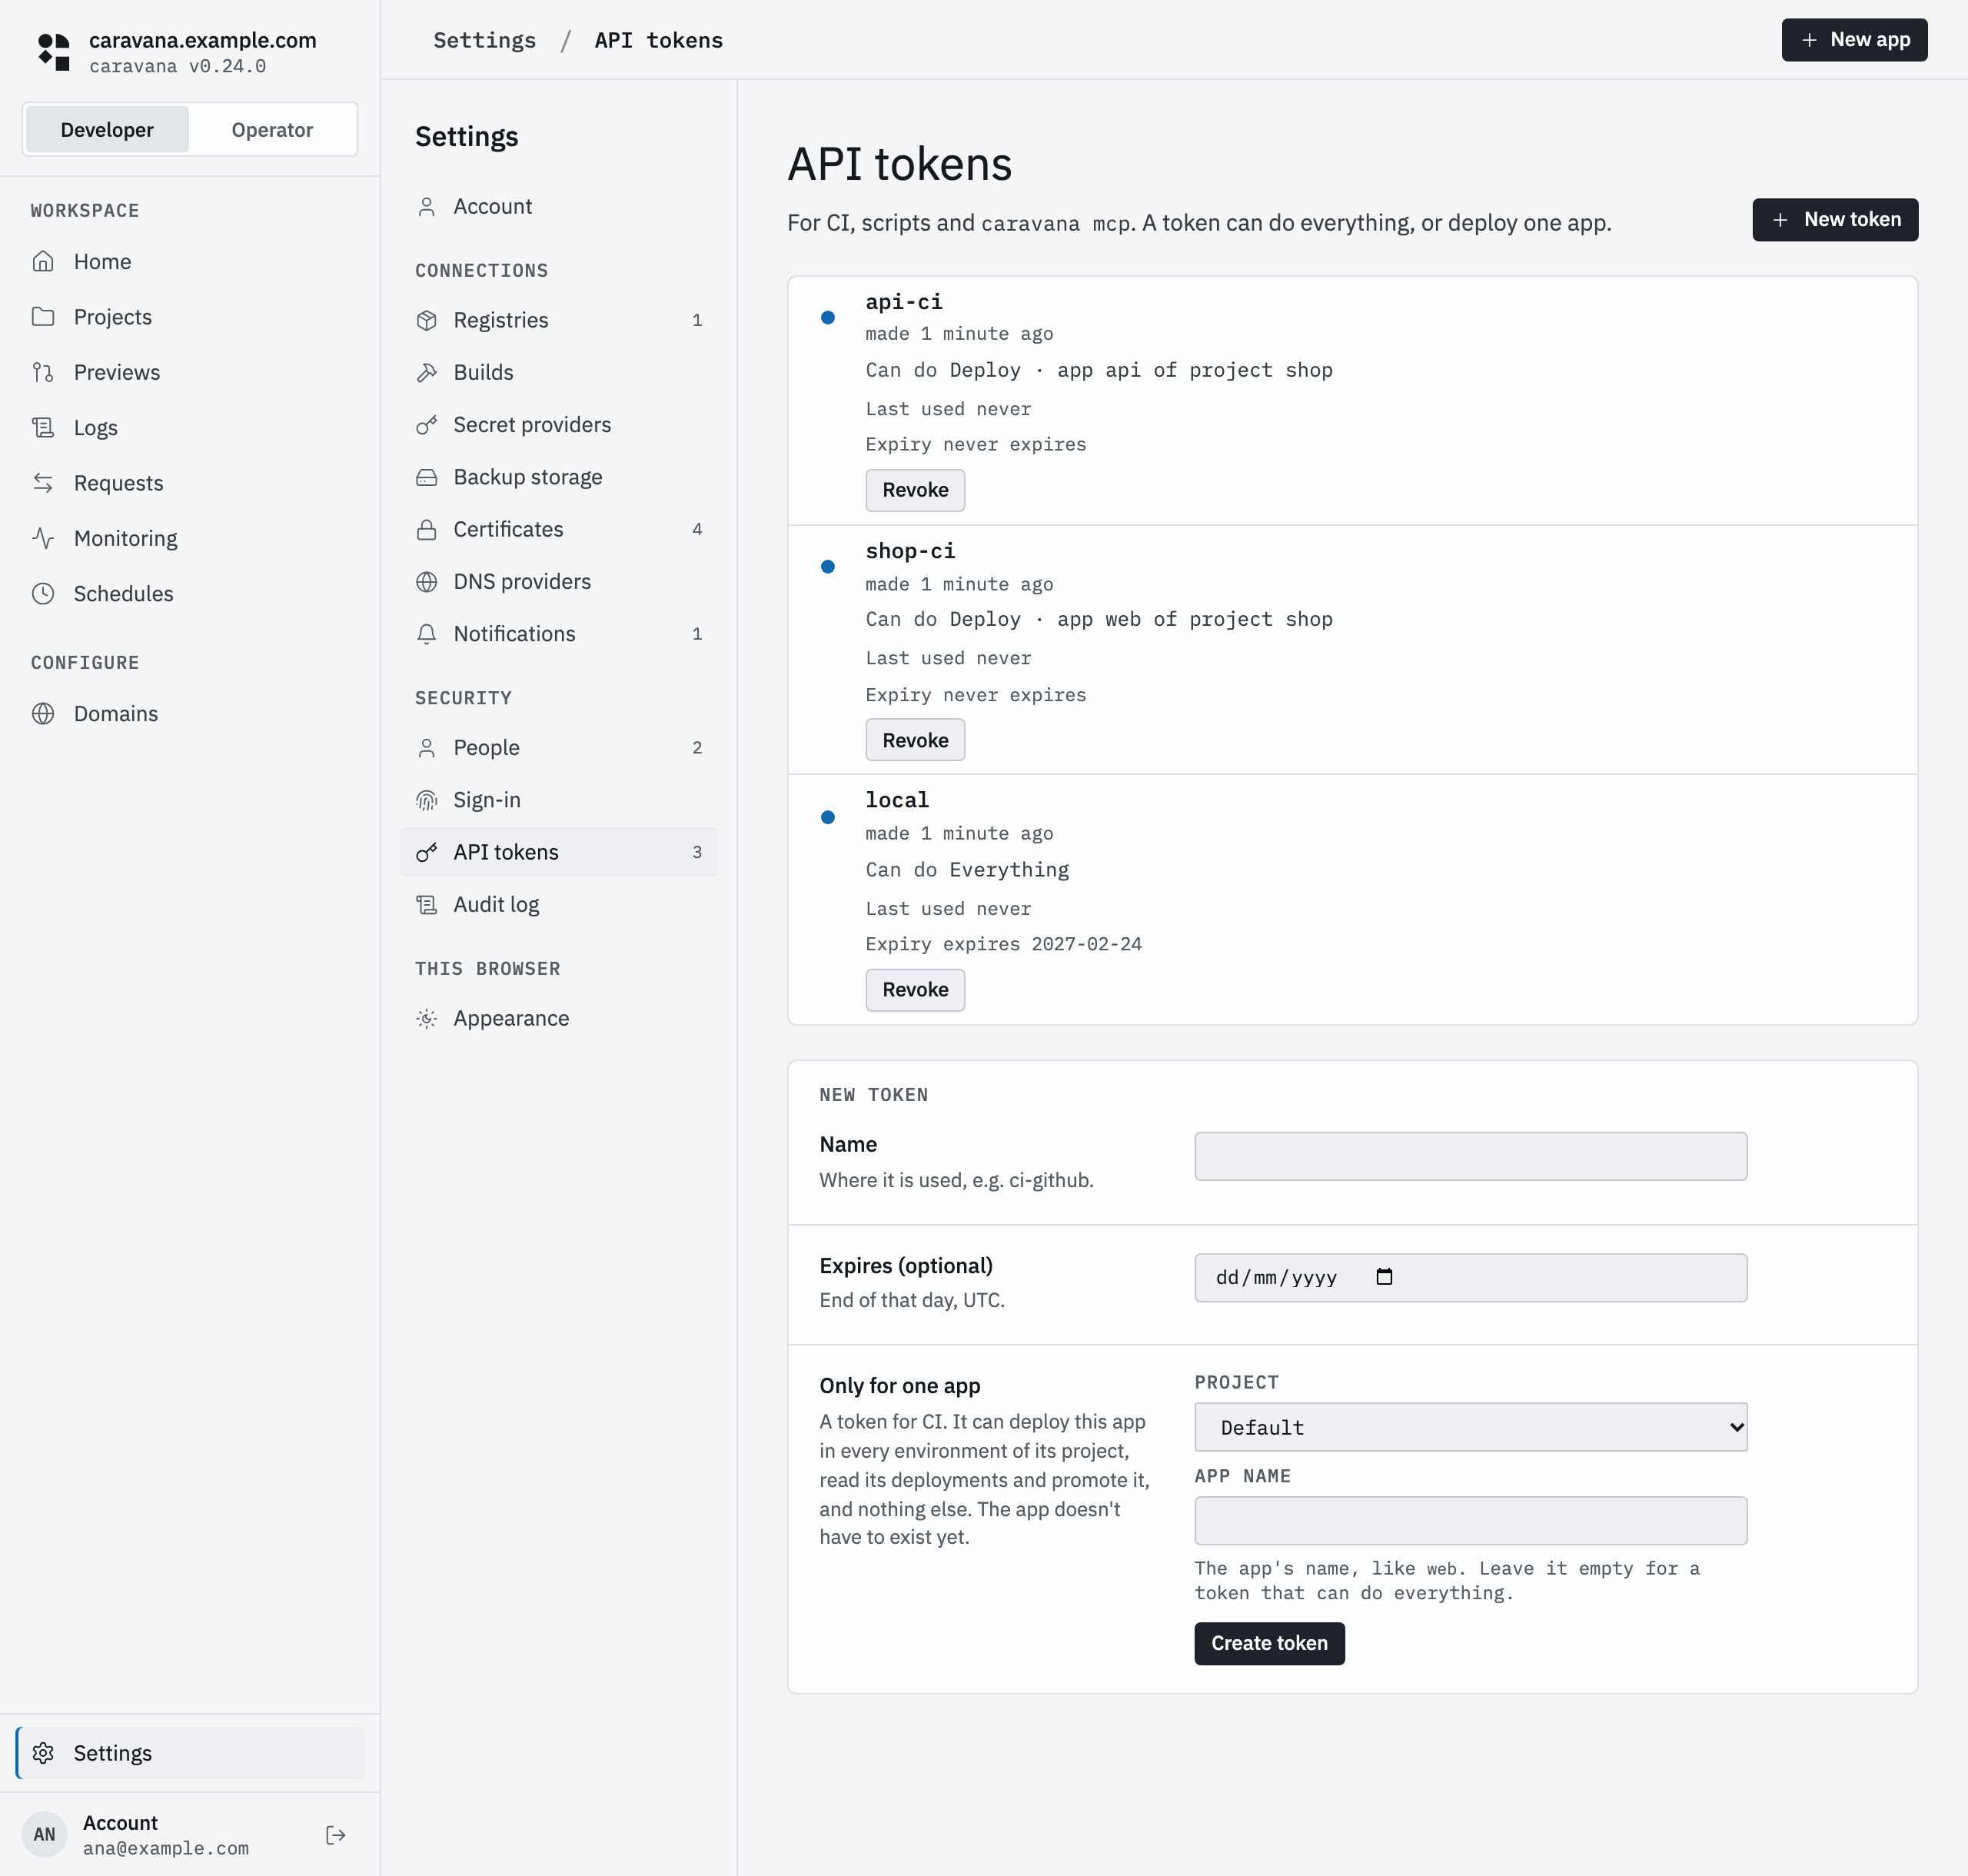 caravana.example.com
caravana v0.24.0
Developer
Operator
WORKSPACE
Home
Projects
Previews
Logs
Requests
Monitoring
Schedules
CONFIGURE
Domains
Settings
AN
Account
ana@example.com
Settings / API tokens
New app
Settings
Account
CONNECTIONS
Registries 1
Builds
Secret providers
Backup storage
Certificates 4
DNS providers
Notifications 1
SECURITY
People 2
Sign-in
API tokens 3
Audit log
THIS BROWSER
Appearance
API tokens
For CI, scripts and caravana mcp. A token can do everything, or deploy one app.
New token
api-ci
made 1 minute ago
Can do Deploy · app api of project shop
Last used never
Expiry never expires
Revoke
shop-ci
made 1 minute ago
Can do Deploy · app web of project shop
Last used never
Expiry never expires
Revoke
local
made 1 minute ago
Can do Everything
Last used never
Expiry expires 2027-02-24
Revoke
NEW TOKEN
Name
Where it is used, e.g. ci-github.
Expires (optional)
End of that day, UTC.
dd/mm/yyyy
Only for one app
A token for CI. It can deploy this app
in every environment of its project,
read its deployments and promote it,
and nothing else. The app doesn't
have to exist yet.
PROJECT
Default
APP NAME
The app's name, like web. Leave it empty for a
token that can do everything.
Create token